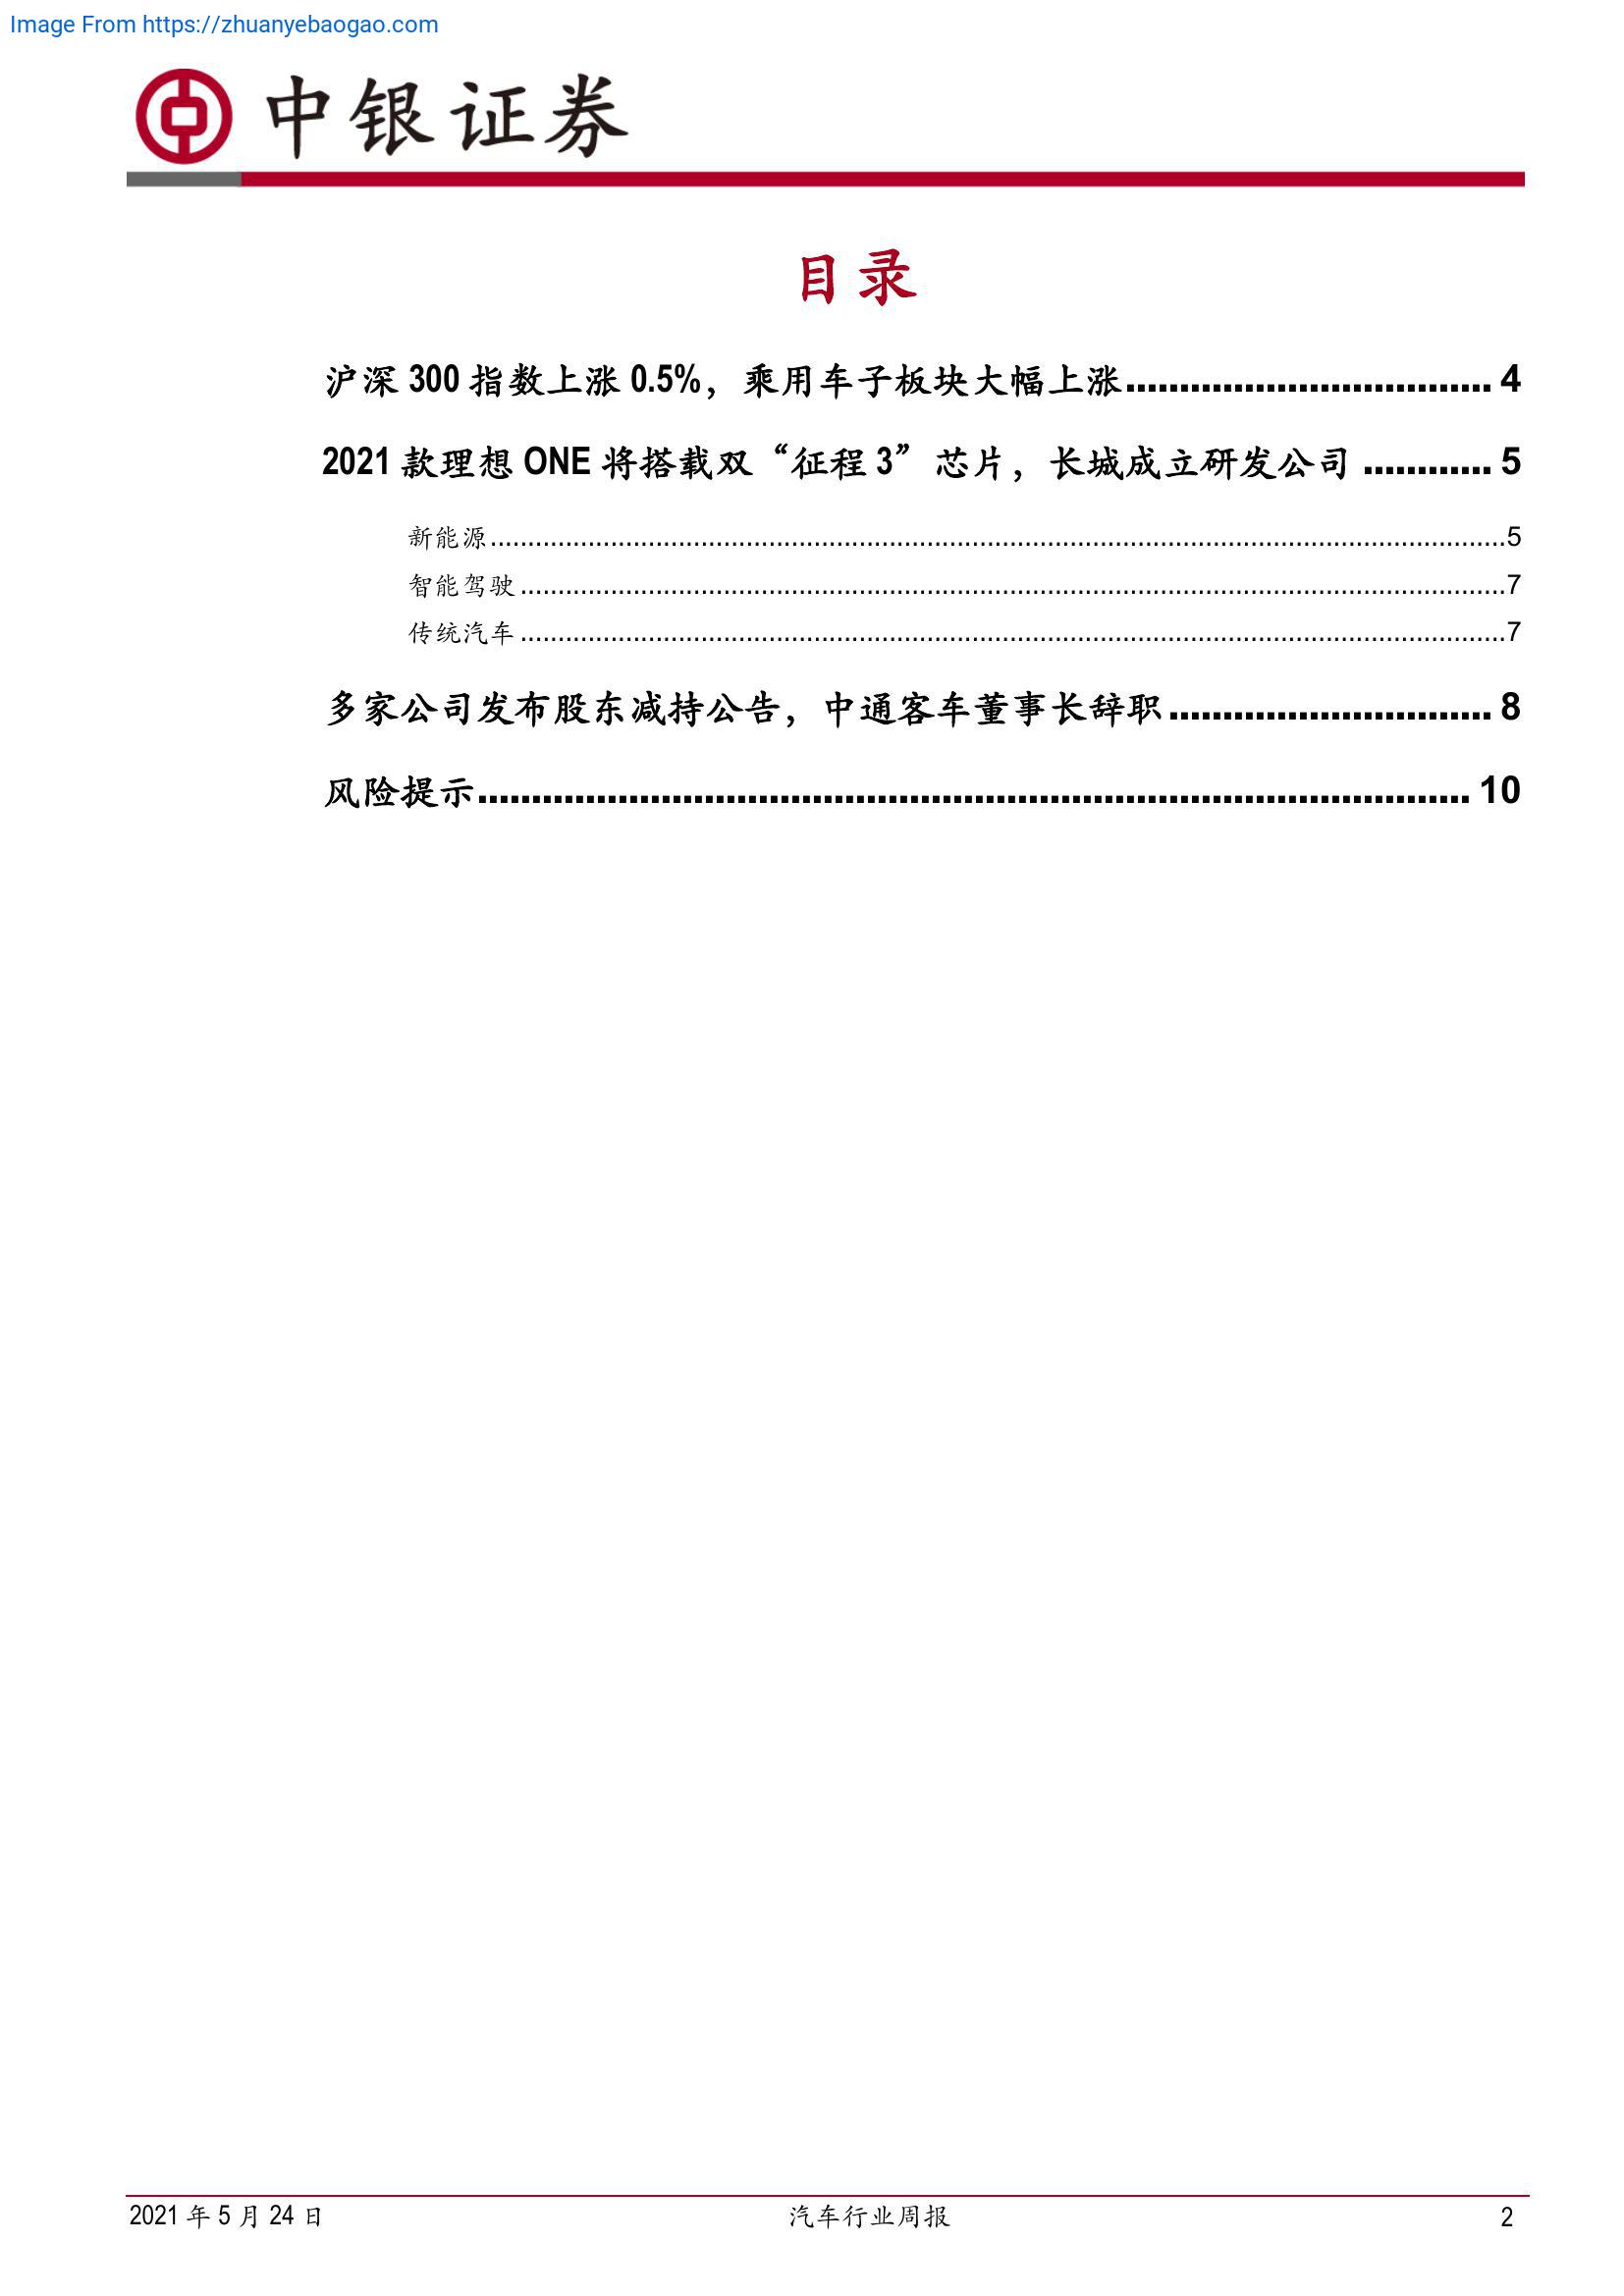 Image From https://zhuanyebaogao.com
中银证券
目录
沪深 300 指数上涨 0.5%，乘用车子板块大幅上涨.................................. 4
2021 款理想 ONE 将搭载双“征程 3”芯片，长城成立研发公司 ............ 5
新能源.......................................................................................................................................5
智能驾驶 ...................................................................................................................................7
传统汽车 ...................................................................................................................................7
多家公司发布股东减持公告，中通客车董事长辞职.............................. 8
风险提示............................................................................................ 10
2021 年 5 月 24 日 汽车行业周报 2